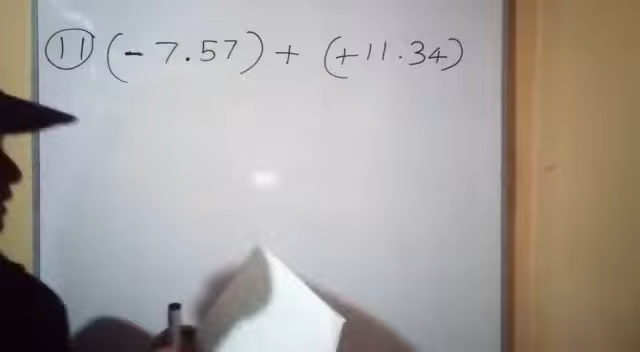 ⑪ (-7.57) + (+11.34)